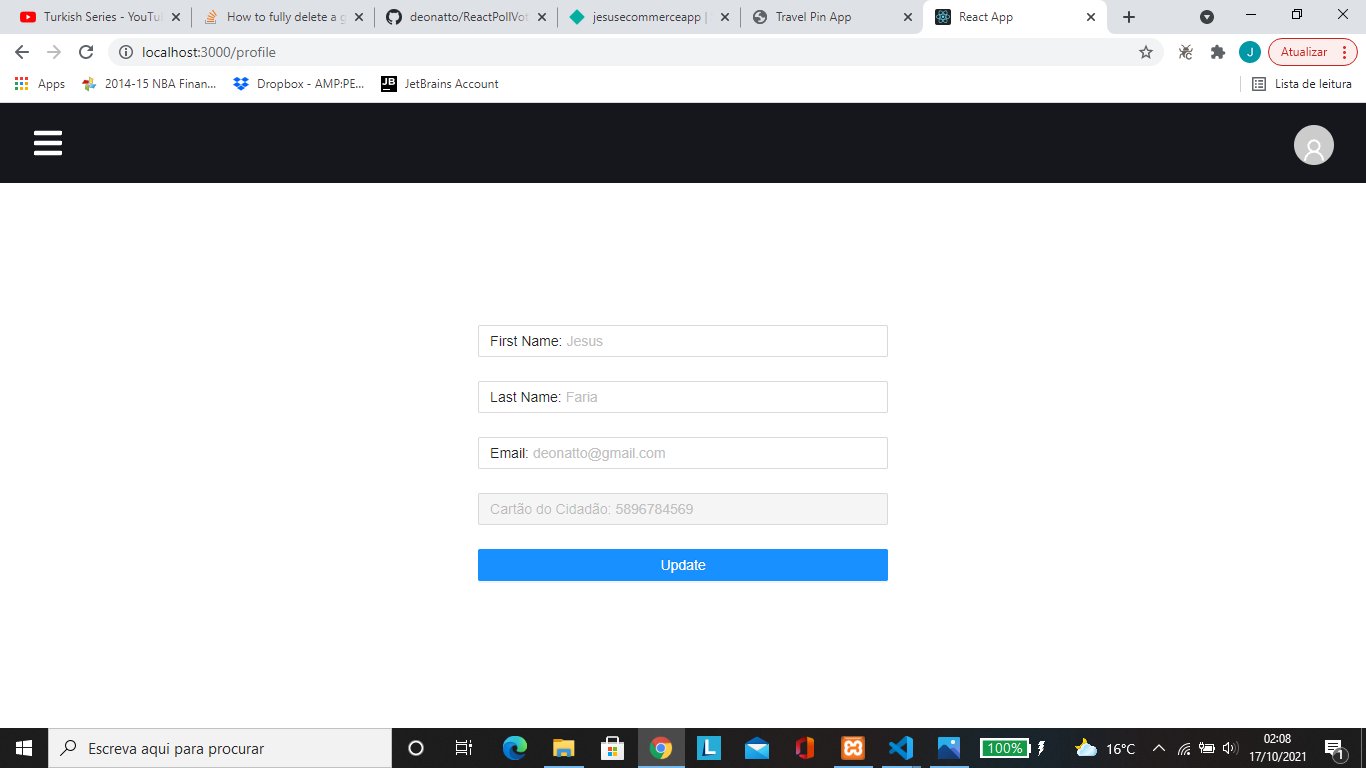 Turkish Series - YouTu
How to fully delete a g
deonatto/ReactPollVot
jesusecommerceapp |
Travel Pin App
React App
localhost:3000/profile
J
Atualizar
Apps
2014-15 NBA Finan...
Dropbox - AMP:PE...
JB
JetBrains Account
Lista de leitura
First Name: Jesus
Last Name: Faria
Email: deonatto@gmail.com
Cartão do Cidadão: 5896784569
Update
Escreva aqui para procurar
L
100%
16°C
02:08
17/10/2021
1